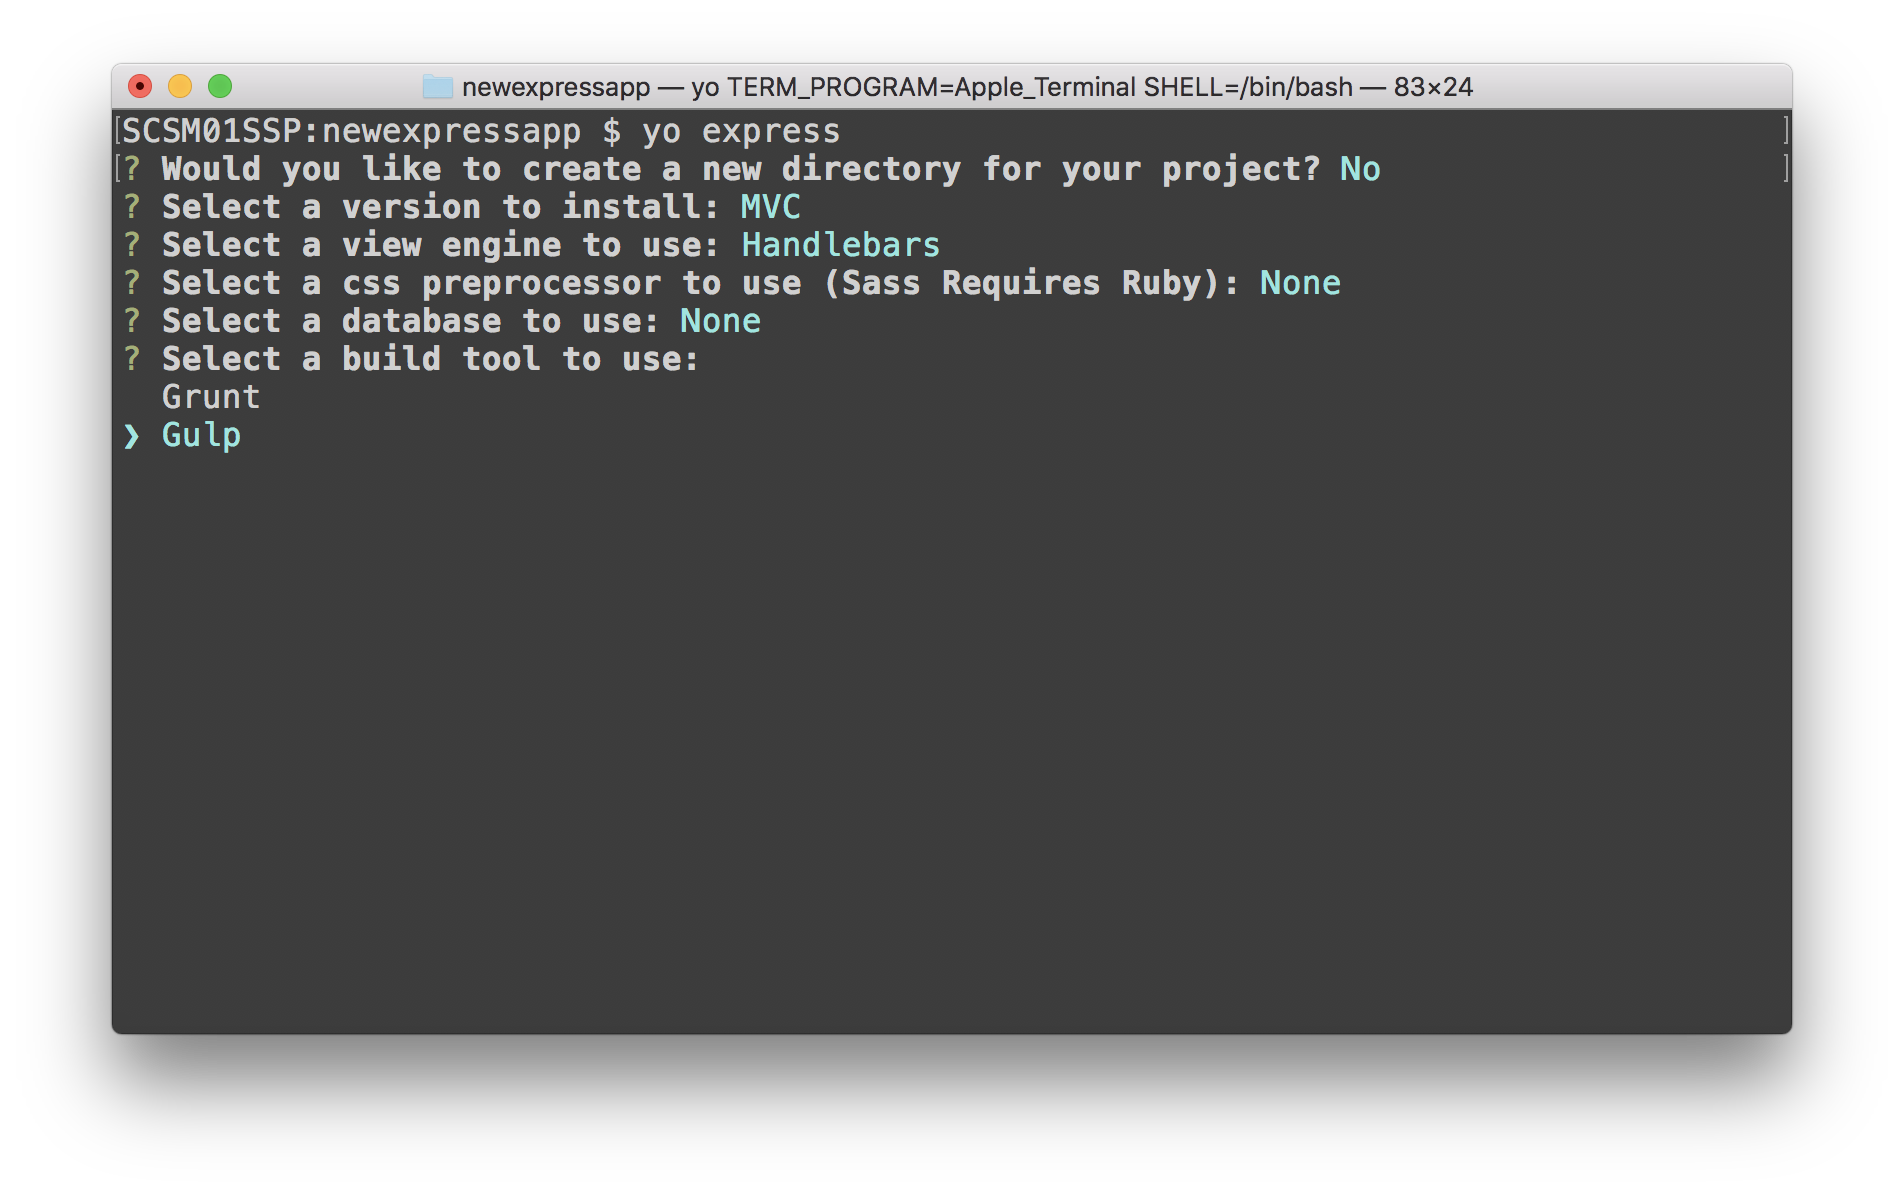 newexpressapp — yo TERM_PROGRAM=Apple_Terminal SHELL=/bin/bash — 83×24
[SCSM01SSP:newexpressapp $ yo express ]
[? Would you like to create a new directory for your project? No ]
? Select a version to install: MVC
? Select a view engine to use: Handlebars
? Select a css preprocessor to use (Sass Requires Ruby): None
? Select a database to use: None
? Select a build tool to use:
Grunt
❯ Gulp